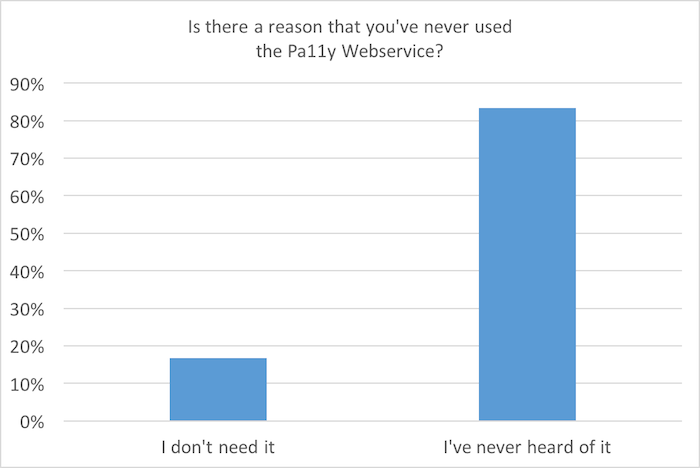 Is there a reason that you've never used
the Pa11y Webservice?
90%
80%
70%
60%
50%
40%
30%
20%
10%
0%
I don't need it
I've never heard of it